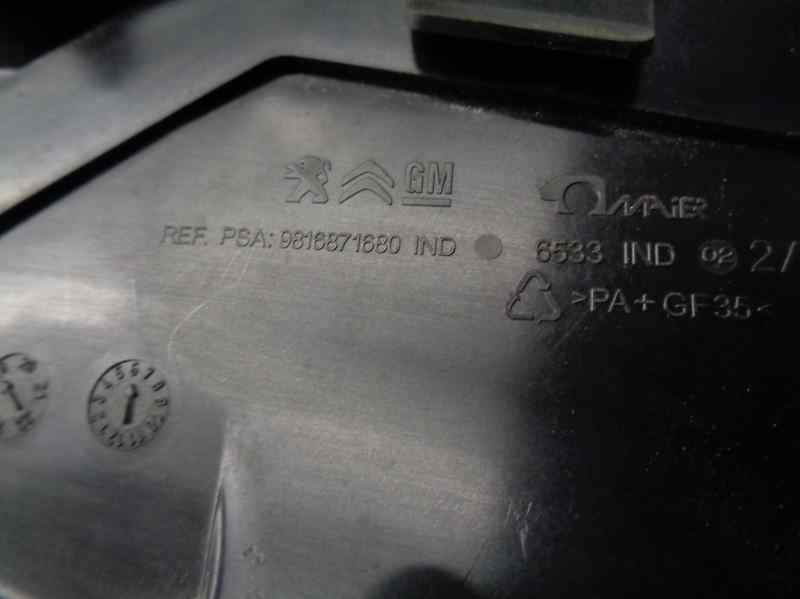 GM MAIER
REF. PSA: 9816871680 IND 6533 IND 02 2/
>PA+GF35<